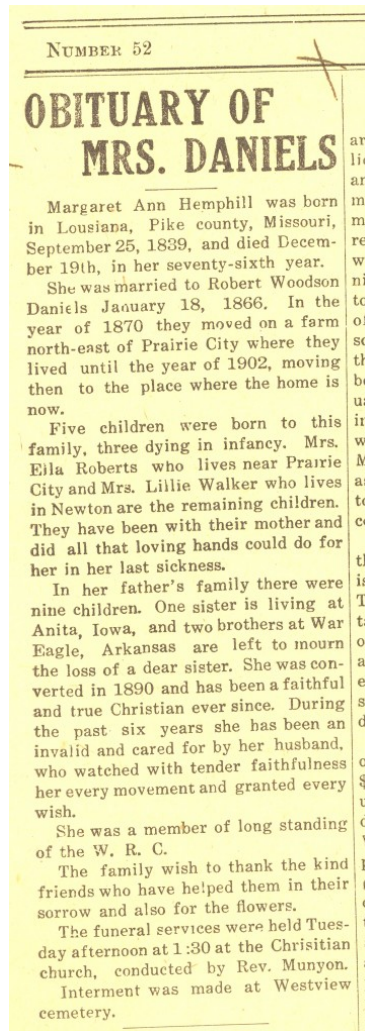 NUMBER 52
OBITUARY OF
MRS. DANIELS
Margaret Ann Hemphill was born
in Lousiana, Pike county, Missouri,
September 25, 1839, and died Decem-
ber 19th, in her seventy-sixth year.
She was married to Robert Woodson
Daniels January 18, 1866. In the
year of 1870 they moved on a farm
north-east of Prairie City where they
lived until the year of 1902, moving
then to the place where the home is
now.
Five children were born to this
family, three dying in infancy. Mrs.
Ella Roberts who lives near Prairie
City and Mrs. Lillie Walker who lives
in Newton are the remaining children.
They have been with their mother and
did all that loving hands could do for
her in her last sickness.
In her father's family there were
nine children. One sister is living at
Anita, Iowa, and two brothers at War
Eagle, Arkansas are left to mourn
the loss of a dear sister. She was con-
verted in 1890 and has been a faithful
and true Christian ever since. During
the past six years she has been an
invalid and cared for by her husband,
who watched with tender faithfulness
her every movement and granted every
wish.
She was a member of long standing
of the W. R. C.
The family wish to thank the kind
friends who have helped them in their
sorrow and also for the flowers.
The funeral services were held Tues-
day afternoon at 1:30 at the Chrisitian
church, conducted by Rev. Munyon.
Interment was made at Westview
cemetery.